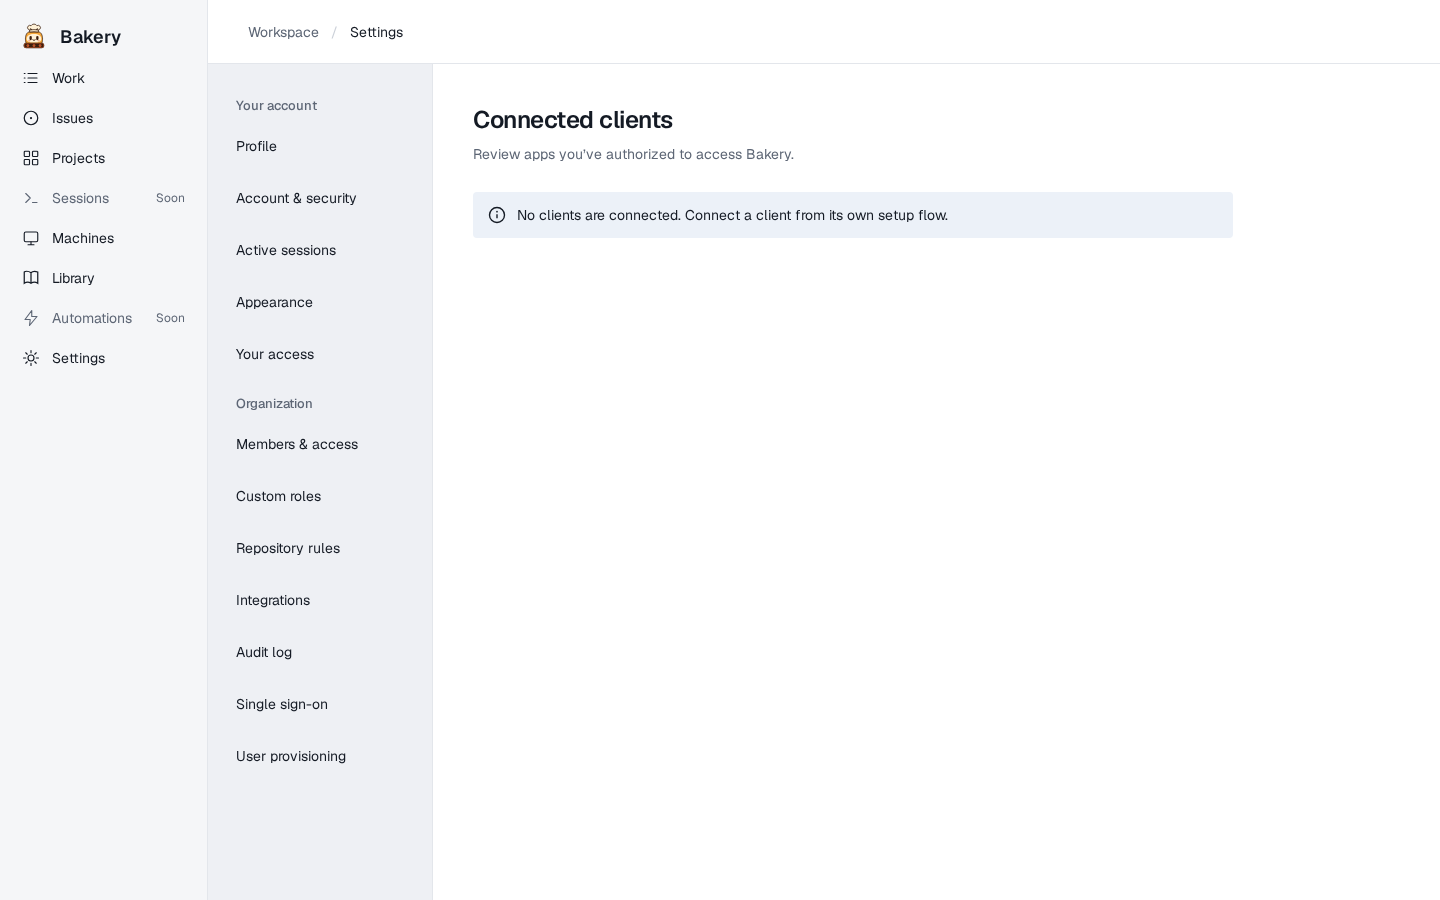 Bakery
Work
Issues
Projects
Sessions Soon
Machines
Library
Automations Soon
Settings
Workspace / Settings
Your account
Profile
Account & security
Active sessions
Appearance
Your access
Organization
Members & access
Custom roles
Repository rules
Integrations
Audit log
Single sign-on
User provisioning
Connected clients
Review apps you've authorized to access Bakery.
No clients are connected. Connect a client from its own setup flow.